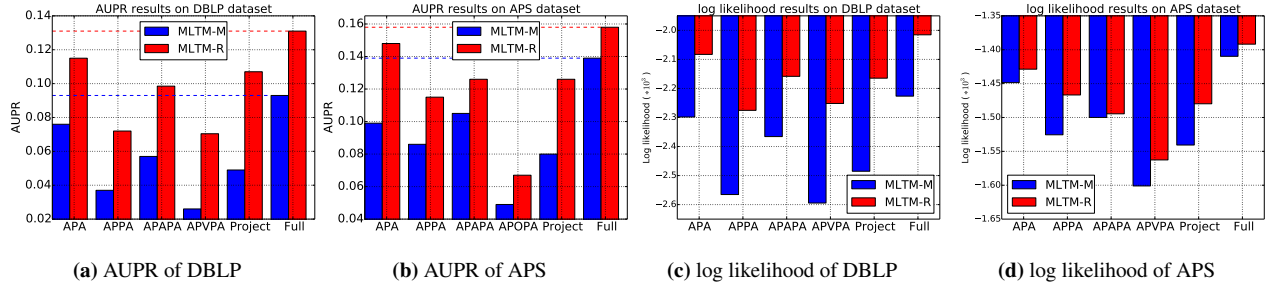 AUPR results on DBLP dataset
AUPR
0.14
0.12
0.10
0.08
0.06
0.04
0.02
MLTM-M
MLTM-R
APA APPA APAPA APVPA Project Full
(a) AUPR of DBLP
AUPR results on APS dataset
AUPR
0.16
0.14
0.12
0.10
0.08
0.06
0.04
MLTM-M
MLTM-R
APA APPA APAPA APOPA Project Full
(b) AUPR of APS
log likelihood results on DBLP dataset
Log likelihood (
−2.0
−2.1
−2.2
−2.3
−2.4
−2.5
−2.6
MLTM-M
MLTM-R
APA APPA APAPA APVPA Project Full
(c) log likelihood of DBLP
log likelihood results on APS dataset
Log likelihood (
−1.35
−1.40
−1.45
−1.50
−1.55
−1.60
−1.65
MLTM-M
MLTM-R
APA APPA APAPA APVPA Project Full
(d) log likelihood of APS